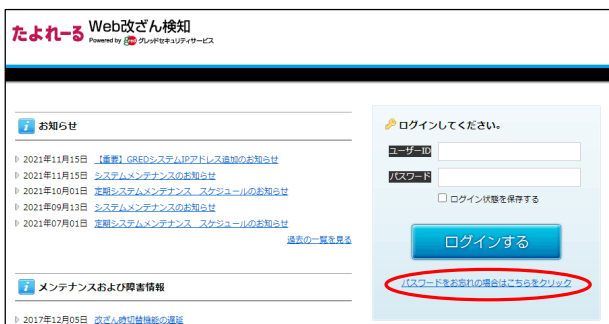 たよれーる Web改ざん検知
Powered by gred グレッドセキュリティサービス
お知らせ
2021年11月15日 【重要】GREDシステムIPアドレス追加のお知らせ
2021年11月15日 システムメンテナンスのお知らせ
2021年10月01日 定期システムメンテナンス スケジュールのお知らせ
2021年09月13日 システムメンテナンスのお知らせ
2021年07月01日 定期システムメンテナンス スケジュールのお知らせ
過去の一覧を見る
メンテナンスおよび障害情報
2017年12月05日 改ざん時切替機能の遅延
ログインしてください。
ユーザーID
パスワード
ログイン状態を保存する
ログインする
パスワードをお忘れの場合はこちらをクリック